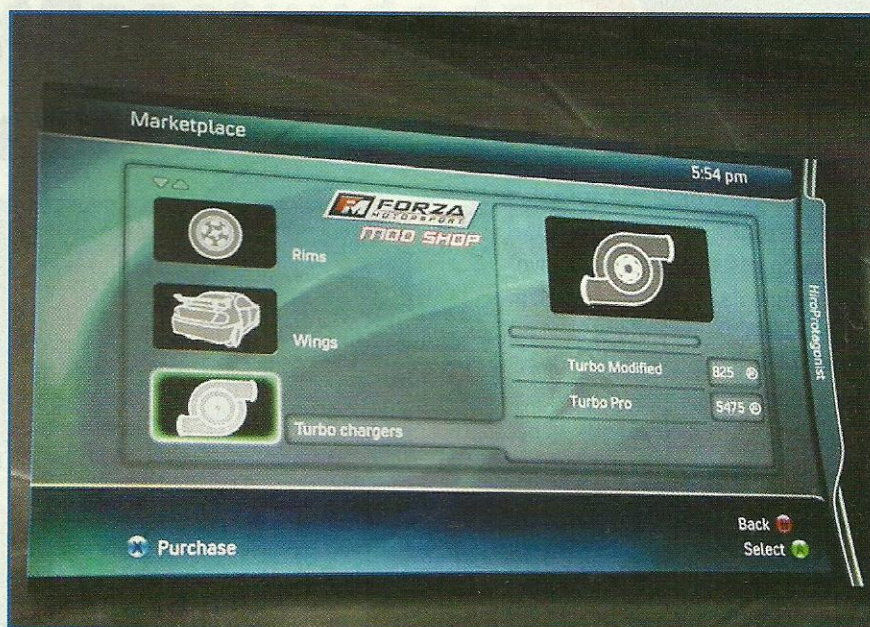 Marketplace
5:54 pm
FM FORZA
MOTORSPORT
MOD SHOP
Rims
Wings
Turbo chargers
Turbo Modified 825
Turbo Pro 5475
HiroProtagonist
Back B
X Purchase
Select A